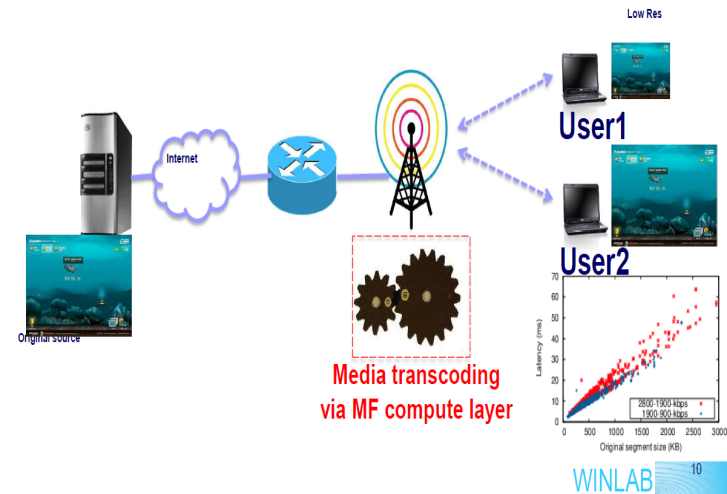 Low Res
Internet
User1
User2
Original source
Media transcoding
via MF compute layer
Latency (ms)
70
60
50
40
30
20
10
0
2800-1900-kbps
1900-900-kbps
0 500 1000 1500 2000 2500 3000
Original segment size (KB)
WINLAB
10